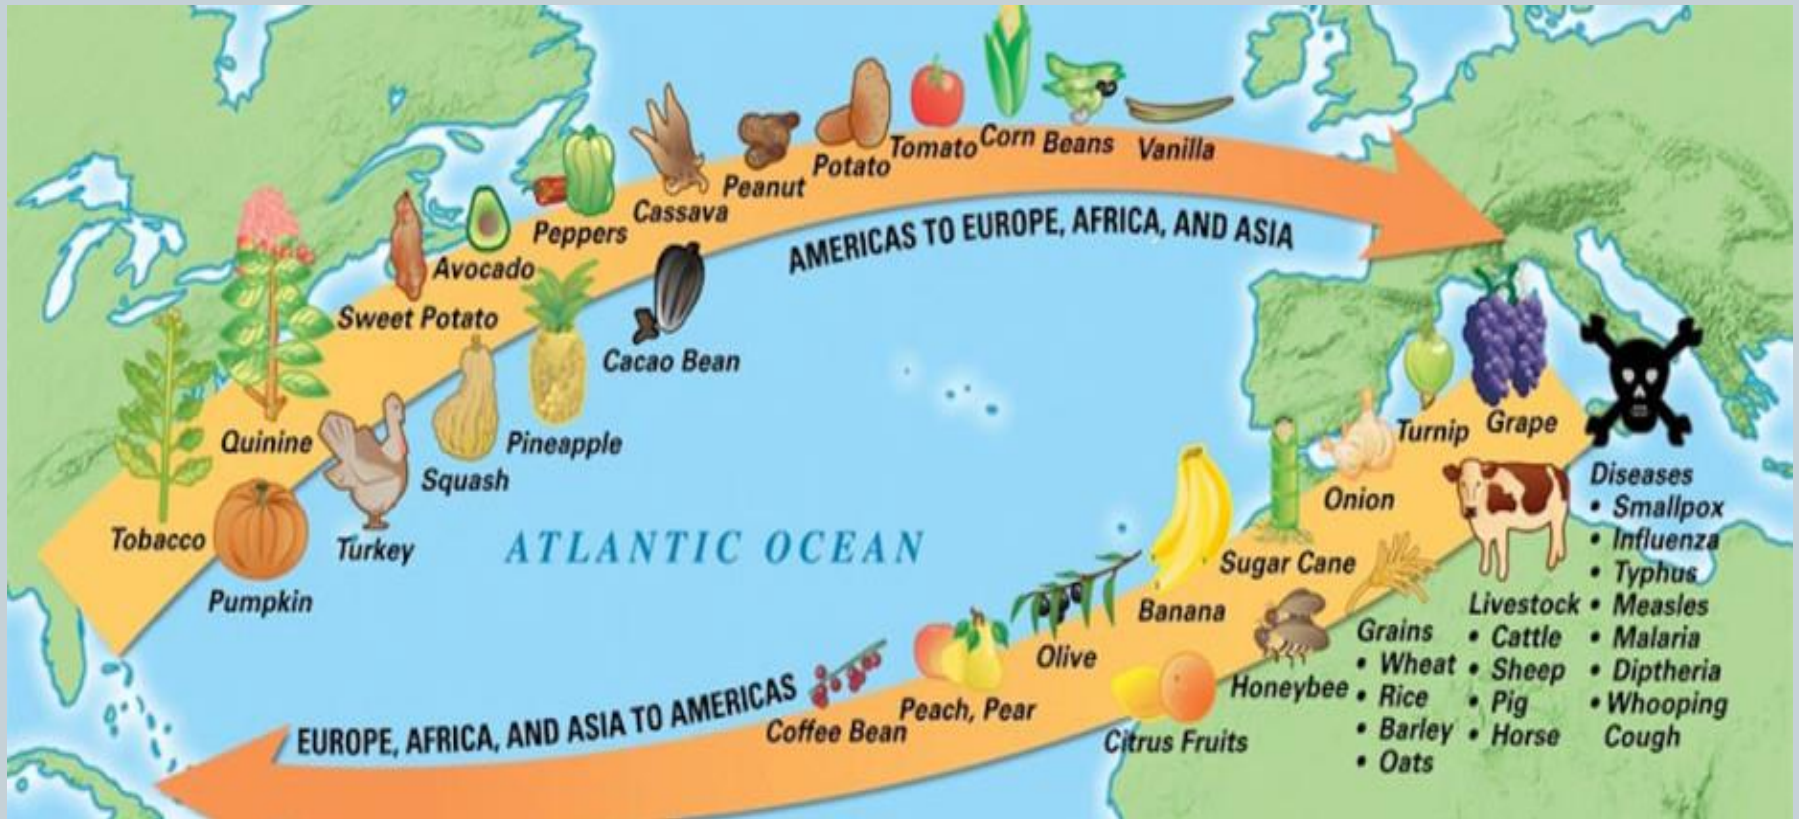 Corn
Tomato
Beans
Vanilla
Potato
Peanut
Cassava
Peppers
Avocado
Sweet Potato
AMERICAS TO EUROPE, AFRICA, AND ASIA
Cacao Bean
Quinine
Pineapple
Squash
Tobacco
Turkey
Pumpkin
ATLANTIC OCEAN
Grape
Turnip
Onion
Sugar Cane
Banana
Olive
Honeybee
Peach, Pear
Coffee Bean
Citrus Fruits
EUROPE, AFRICA, AND ASIA TO AMERICAS
Grains
• Wheat
• Rice
• Barley
• Oats
Livestock
• Cattle
• Sheep
• Pig
• Horse
Diseases
• Smallpox
• Influenza
• Typhus
• Measles
• Malaria
• Diptheria
• Whooping
Cough